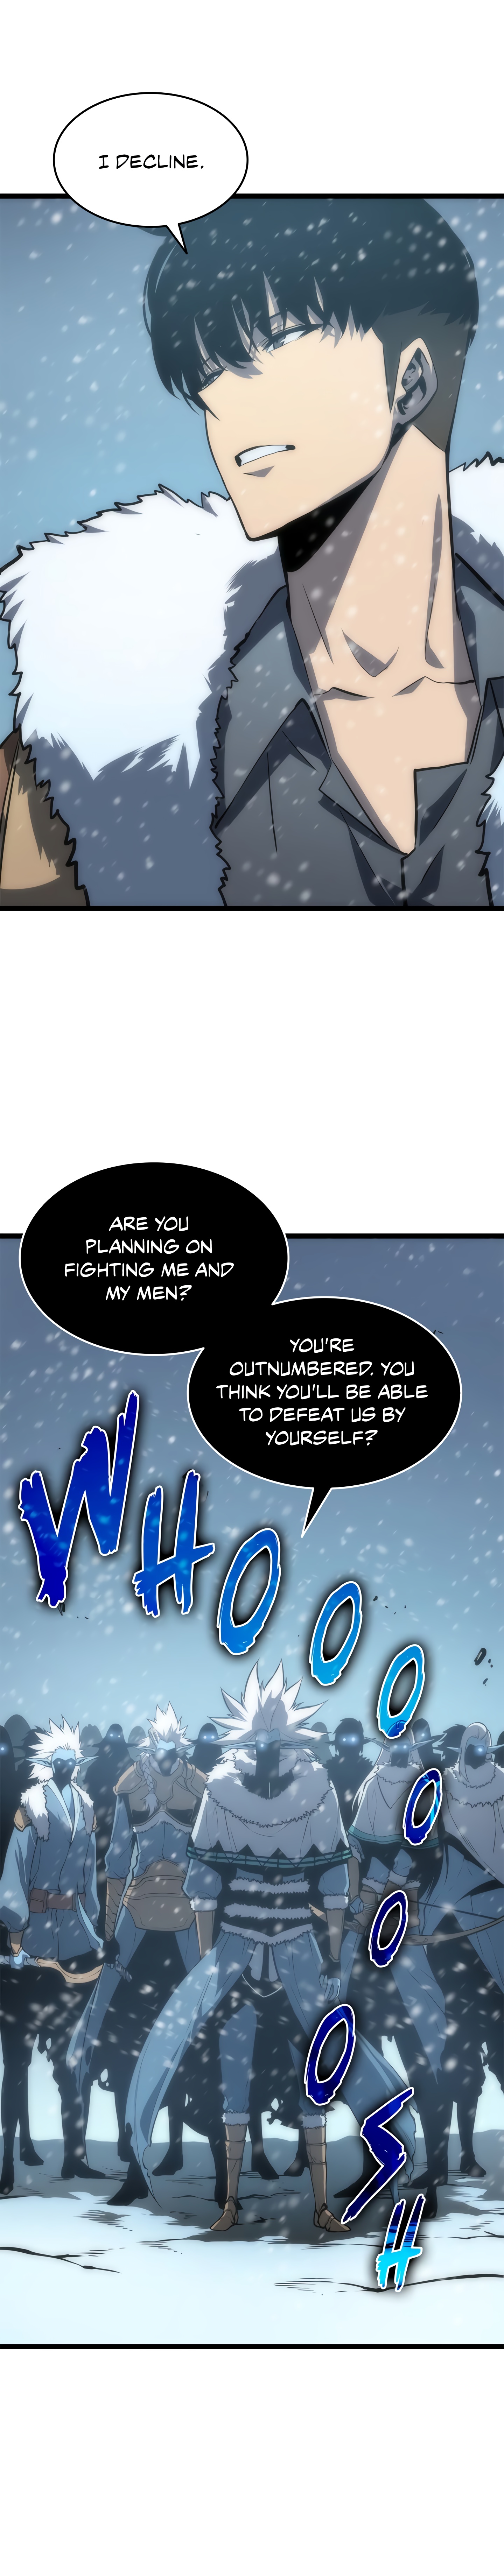 I DECLINE.
ARE YOU
PLANNING ON
FIGHTING ME AND
MY MEN?
YOU'RE
OUTNUMBERED. YOU
THINK YOU'LL BE ABLE
TO DEFEAT US BY
YOURSELF?
WHOOOOOOSH